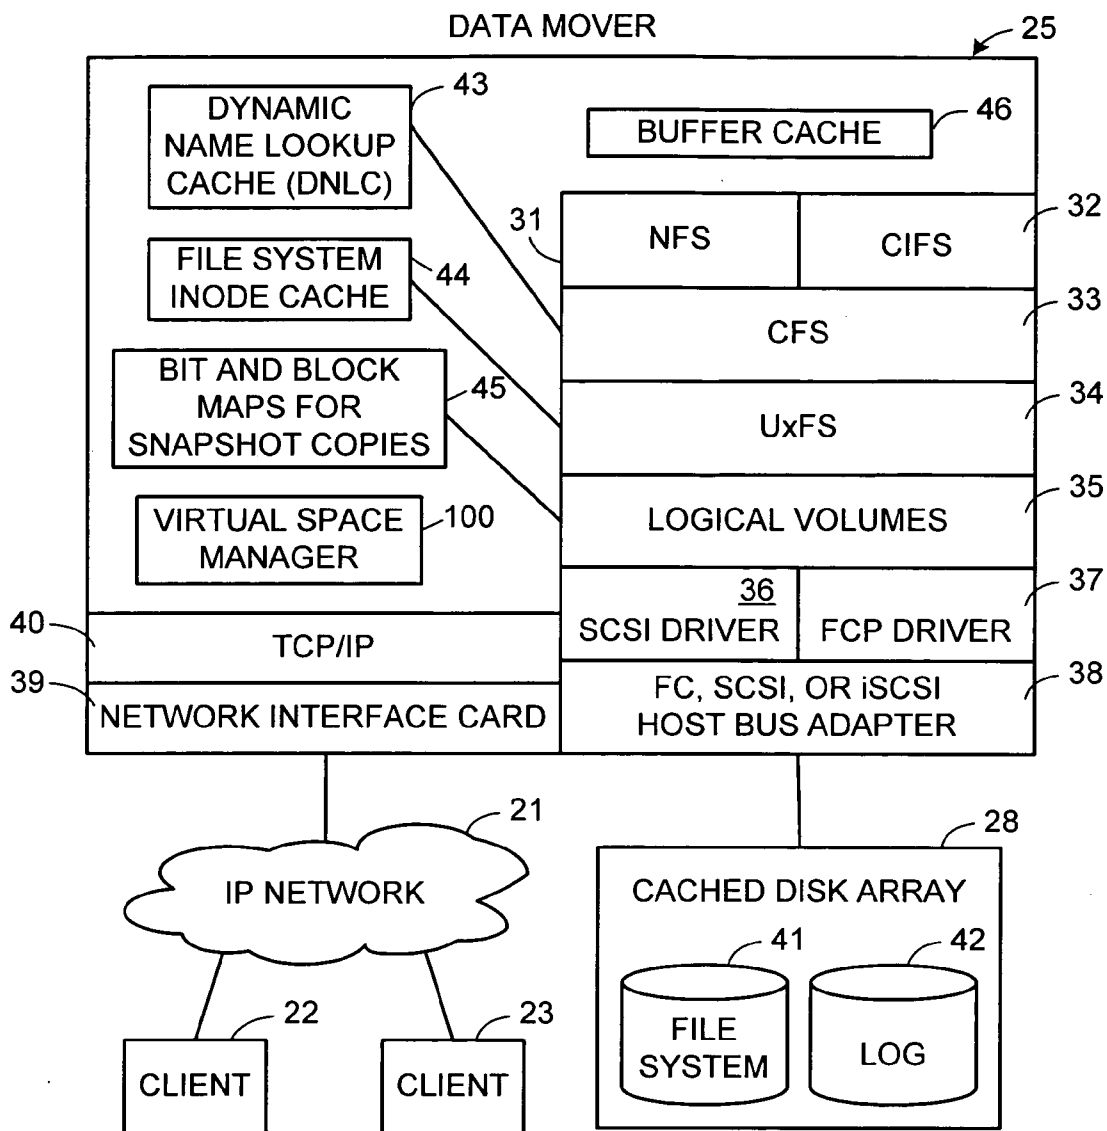 DATA MOVER
25
DYNAMIC
NAME LOOKUP
CACHE (DNLC)
43
BUFFER CACHE
46
31
NFS
CIFS
32
FILE SYSTEM
INODE CACHE
44
CFS
33
BIT AND BLOCK
MAPS FOR
SNAPSHOT COPIES
45
UxFS
34
VIRTUAL SPACE
MANAGER
100
LOGICAL VOLUMES
35
36
SCSI DRIVER
FCP DRIVER
37
40
TCP/IP
39
NETWORK INTERFACE CARD
FC, SCSI, OR iSCSI
HOST BUS ADAPTER
38
21
IP NETWORK
28
CACHED DISK ARRAY
41
FILE
SYSTEM
42
LOG
22
CLIENT
23
CLIENT